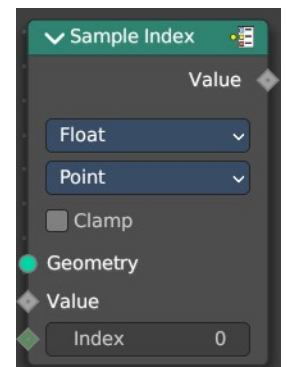 Sample Index
Value
Float
Point
Clamp
Geometry
Value
Index 0